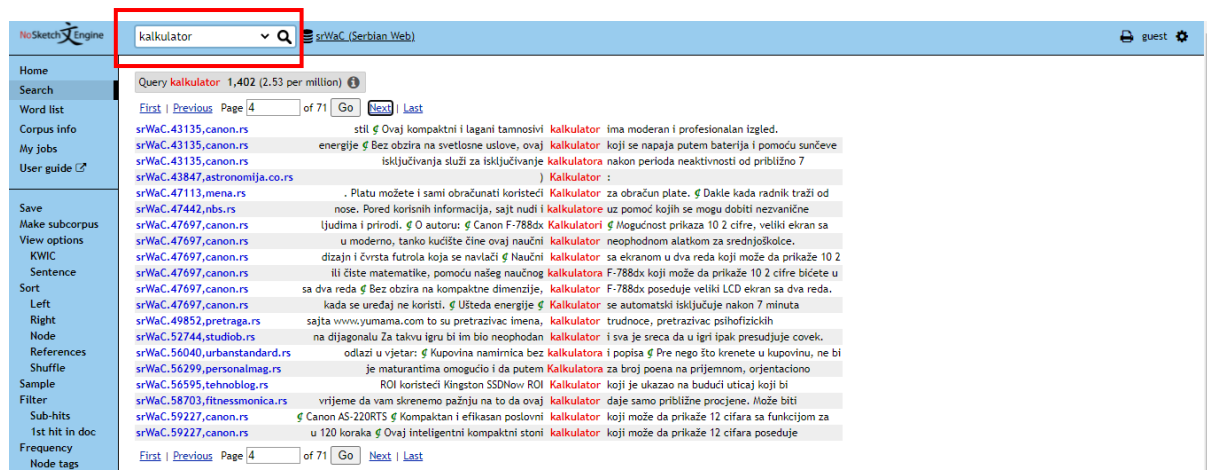 NoSketch Engine
kalkulator
srWaC (Serbian Web)
guest
Home
Search
Word list
Corpus info
My jobs
User guide
Save
Make subcorpus
View options
KWIC
Sentence
Sort
Left
Right
Node
References
Shuffle
Sample
Filter
Sub-hits
1st hit in doc
Frequency
Node tags
Query kalkulator 1,402 (2.53 per million)
First | Previous Page 4 of 71 Go Next | Last
srWaC.43135,canon.rs stil Ovaj kompaktni i lagani tamnosivi kalkulator ima moderan i profesionalan izgled.
srWaC.43135,canon.rs energije Bez obzira na svetlosne uslove, ovaj kalkulator koji se napaja putem baterija i pomoću sunčeve
srWaC.43135,canon.rs isključivanja služi za isključivanje kalkulatora nakon perioda neaktivnosti od približno 7
srWaC.43847,astronomija.co.rs ) Kalkulator :
srWaC.47113,mena.rs . Platu možete i sami obračunati koristeći Kalkulator za obračun plate. Dakle kada radnik traži od
srWaC.47442,nbs.rs nose. Pored korisnih informacija, sajt nudi i kalkulatore uz pomoć kojih se mogu dobiti nezvanične
srWaC.47697,canon.rs ljudima i prirodi. O autoru: Canon F-788dx Kalkulatori Mogućnost prikaza 10 2 cifre, veliki ekran sa
srWaC.47697,canon.rs u moderno, tanko kućište čine ovaj naučni kalkulator neophodnom alatkom za srednjoškolce.
srWaC.47697,canon.rs dizajn i čvrsta futrola koja se navlači Naučni kalkulator sa ekranom u dva reda koji može da prikaže 10 2
srWaC.47697,canon.rs ili čiste matematike, pomoću našeg naučnog kalkulatora F-788dx koji može da prikaže 10 2 cifre bićete u
srWaC.47697,canon.rs sa dva reda Bez obzira na kompaktne dimenzije, kalkulator F-788dx poseduje veliki LCD ekran sa dva reda.
srWaC.47697,canon.rs kada se uređaj ne koristi. Ušteda energije Kalkulator se automatski isključuje nakon 7 minuta
srWaC.49852,pretraga.rs sajta www.yumama.com to su pretrazivac imena, kalkulator trudnoce, pretrazivac psihofizickih
srWaC.52744,studiob.rs na dijagonalu Za takvu igru bi im bio neophodan kalkulator i sva je sreca da u igri ipak presudjuje covek.
srWaC.56040,urbanstandard.rs odlazi u vjetar: Kupovina namirnica bez kalkulatora i popisa Pre nego što krenete u kupovinu, ne bi
srWaC.56299,personalmag.rs je maturantima omogućio i da putem Kalkulatora za broj poena na prijemnom, orjentaciono
srWaC.56595,tehnoblog.rs ROI koristeći Kingston SSDNow ROI Kalkulator koji je ukazao na budući uticaj koji bi
srWaC.58703,fitnessmonica.rs vrijeme da vam skrenemo pažnju na to da ovaj kalkulator daje samo približne procjene. Može biti
srWaC.59227,canon.rs Canon AS-220RTS Kompaktan i efikasan poslovni kalkulator koji može da prikaže 12 cifara sa funkcijom za
srWaC.59227,canon.rs u 120 koraka Ovaj inteligentni kompaktni stoni kalkulator koji može da prikaže 12 cifara poseduje
First | Previous Page 4 of 71 Go Next | Last